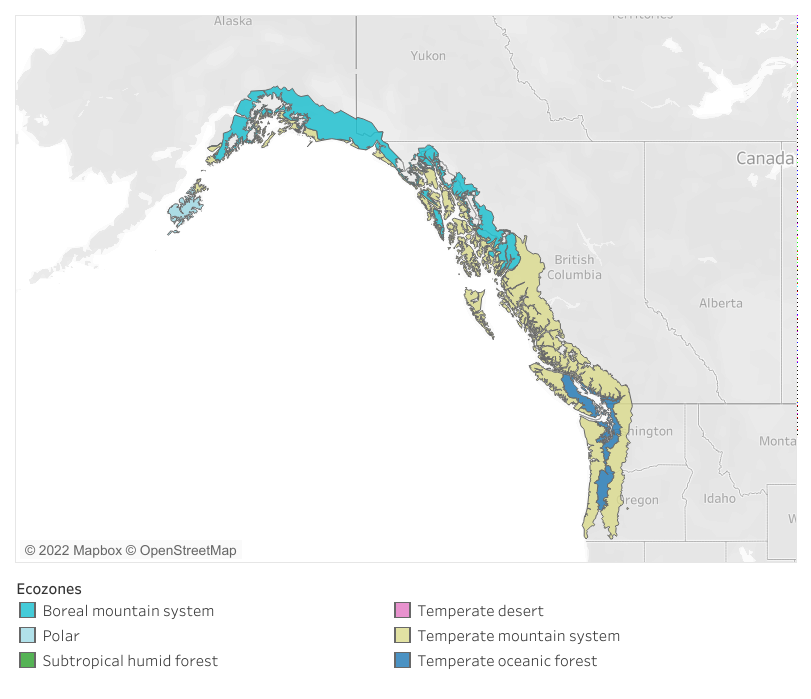 Territories
Alaska
Yukon
Canada
British
Columbia
Alberta
hington
Monta
regon
Idaho
W
© 2022 Mapbox © OpenStreetMap
Ecozones
Boreal mountain system
Temperate desert
Polar
Temperate mountain system
Subtropical humid forest
Temperate oceanic forest